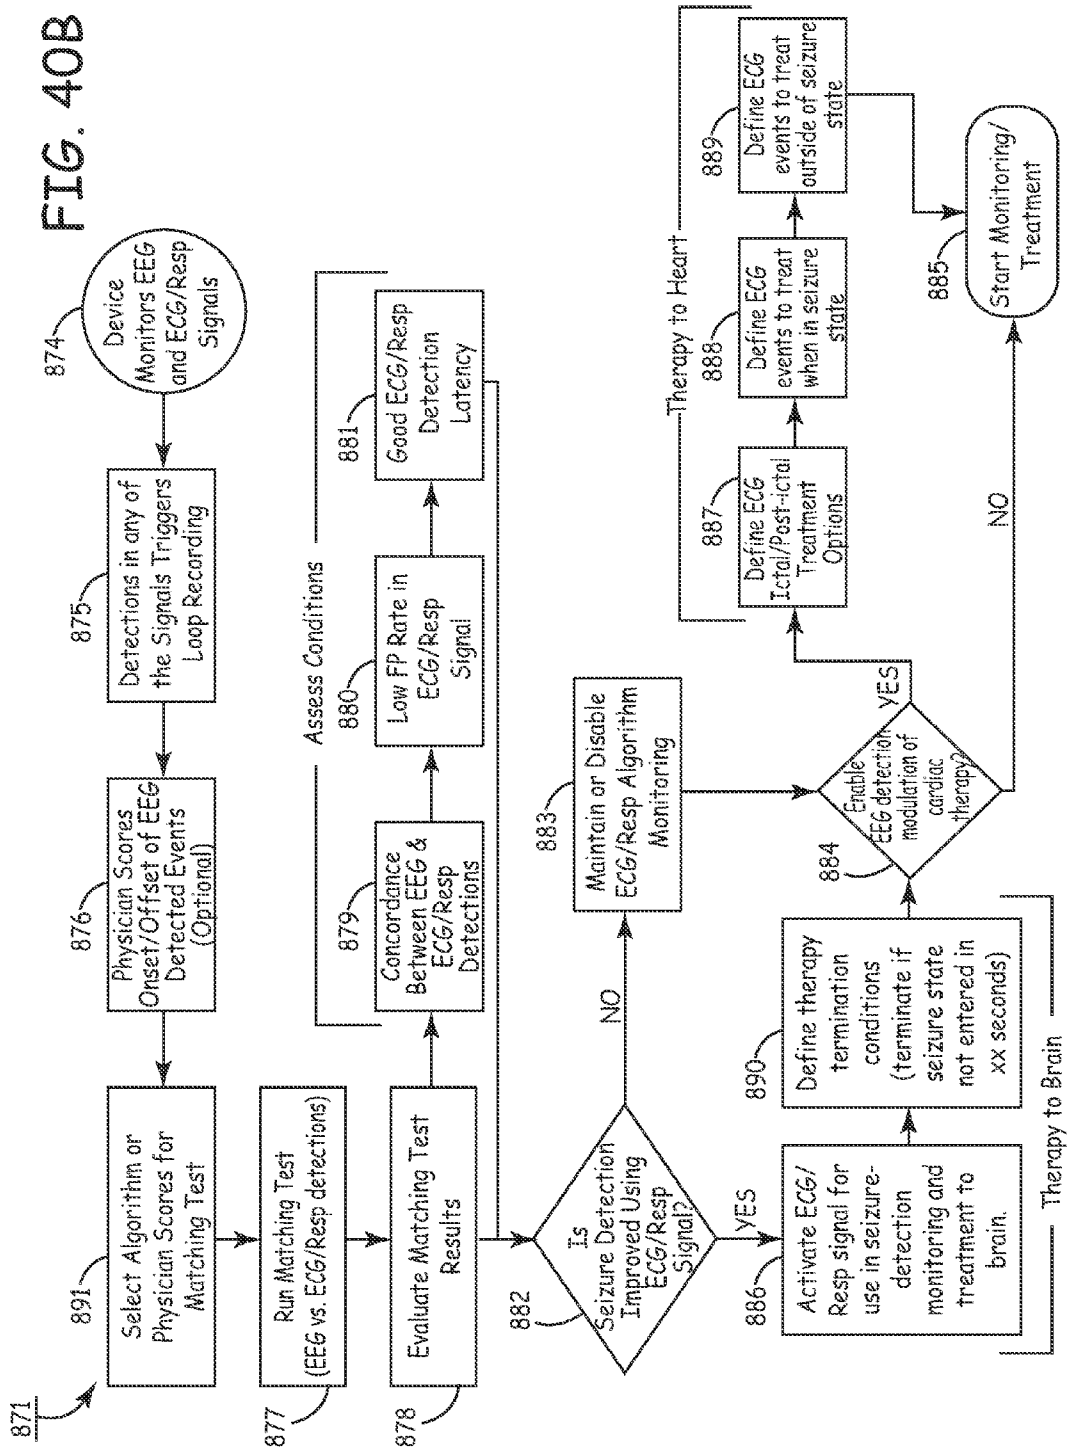 FIG. 40B
871
874
Device
Monitors EEG
and ECG/Resp
Signals
875
Detections in any of
the Signals Triggers
Loop Recording
876
Physician Scores
Onset/Offset of EEG
Detected Events
(Optional)
891
Select Algorithm or
Physician Scores for
Matching Test
877
Run Matching Test
(EEG vs. ECG/Resp detections)
878
Evaluate Matching Test
Results
Assess Conditions
879
Concordance
Between EEG &
ECG/Resp
Detections
880
Low FP Rate in
ECG/Resp
Signal
881
Good ECG/Resp
Detection
Latency
882
Is
Seizure Detection
Improved Using
ECG/Resp
Signal?
NO
YES
883
Maintain or Disable
ECG/Resp Algorithm
Monitoring
886
Activate ECG/
Resp signal for
use in seizure-
detection
monitoring and
treatment to
brain.
890
Define therapy
termination
conditions
(terminate if
seizure state
not entered in
xx seconds)
Therapy to Brain
884
Enable
EEG detection
modulation of
cardiac
therapy?
YES
NO
Therapy to Heart
887
Define ECG
Ictal/Post-ictal
Treatment
Options
888
Define ECG
events to treat
when in seizure
state
889
Define ECG
events to treat
outside of seizure
state
885
Start Monitoring/
Treatment